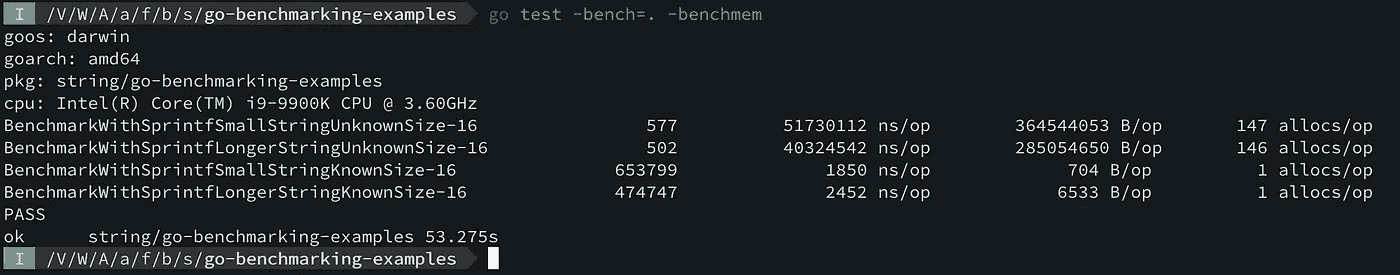 I /V/W/A/a/f/b/s/go-benchmarking-examples go test -bench=. -benchmem
goos: darwin
goarch: amd64
pkg: string/go-benchmarking-examples
cpu: Intel(R) Core(TM) i9-9900K CPU @ 3.60GHz
BenchmarkWithSprintfSmallStringUnknownSize-16 577 51730112 ns/op 364544053 B/op 147 allocs/op
BenchmarkWithSprintfLongerStringUnknownSize-16 502 40324542 ns/op 285054650 B/op 146 allocs/op
BenchmarkWithSprintfSmallStringKnownSize-16 653799 1850 ns/op 704 B/op 1 allocs/op
BenchmarkWithSprintfLongerStringKnownSize-16 474747 2452 ns/op 6533 B/op 1 allocs/op
PASS
ok string/go-benchmarking-examples 53.275s
I /V/W/A/a/f/b/s/go-benchmarking-examples